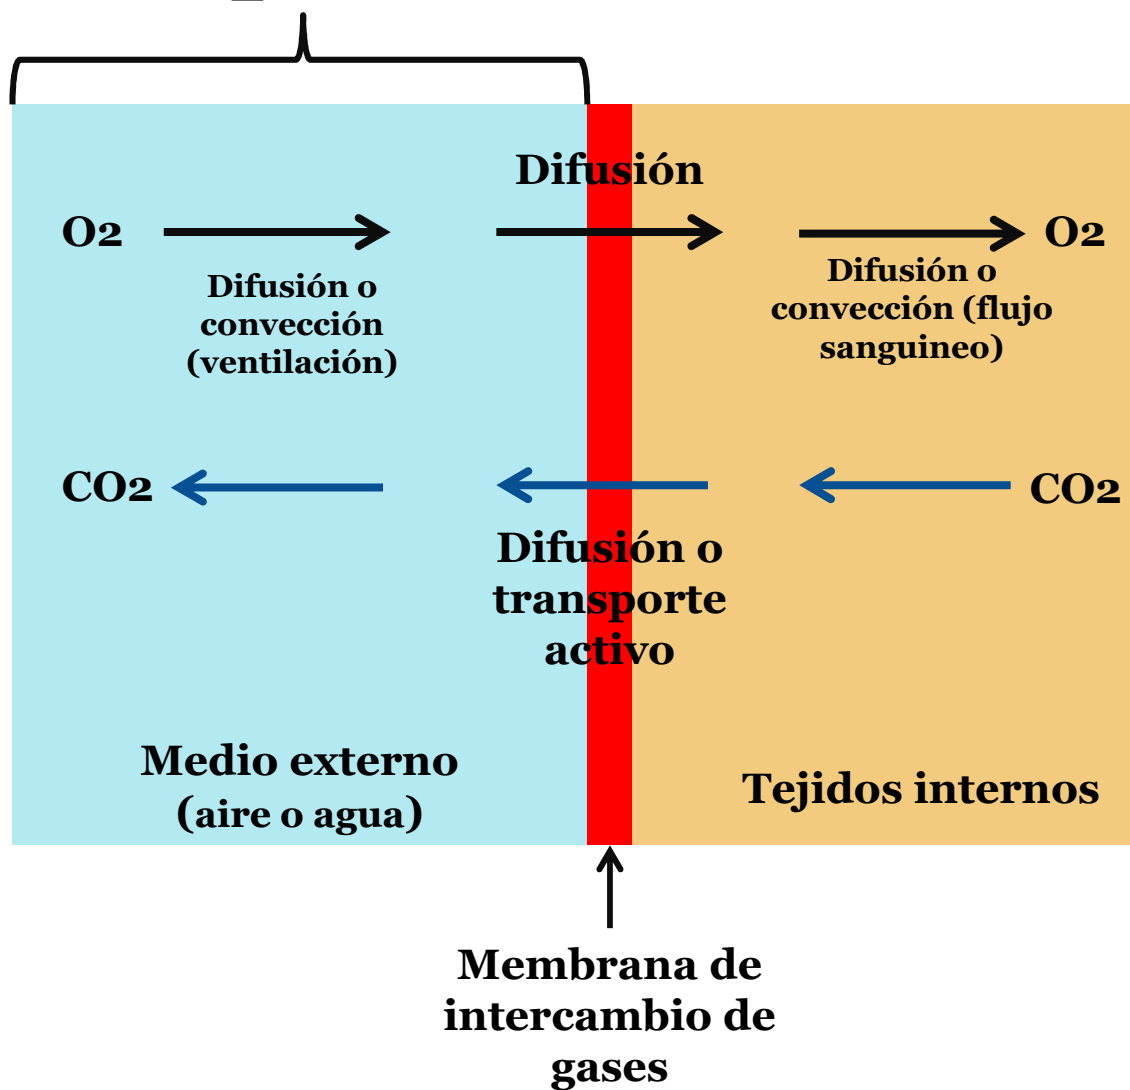 Difusión
O2
O2
Difusión o
convección
(ventilación)
Difusión o
convección (flujo
sanguineo)
CO2
CO2
Difusión o
transporte
activo
Medio externo
(aire o agua)
Tejidos internos
Membrana de
intercambio de
gases